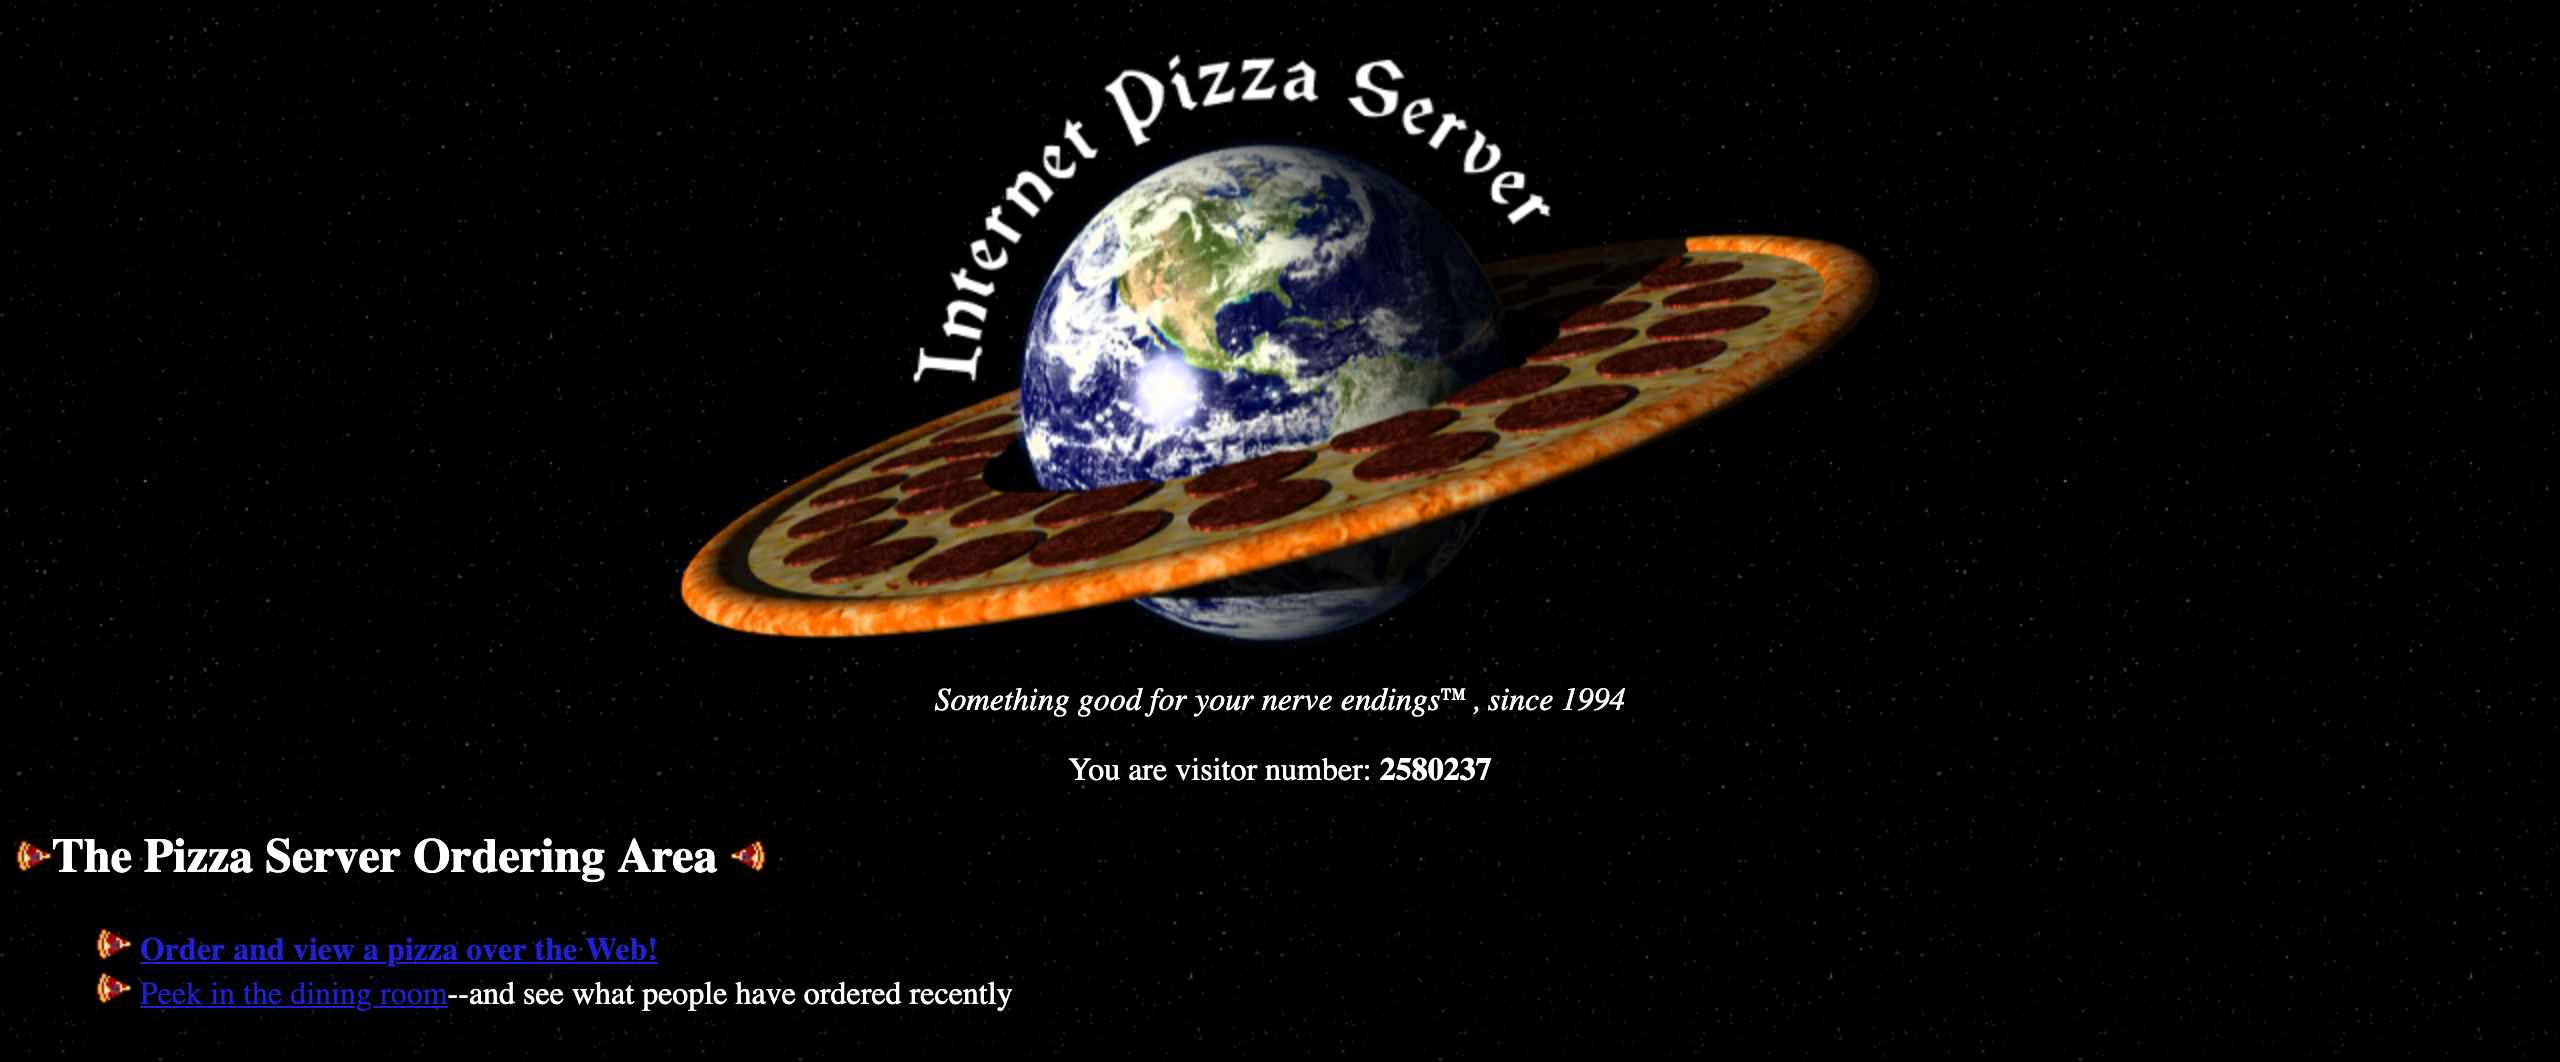 Internet Pizza Server
Something good for your nerve endings™ , since 1994
You are visitor number: 2580237
The Pizza Server Ordering Area
Order and view a pizza over the Web!
Peek in the dining room--and see what people have ordered recently